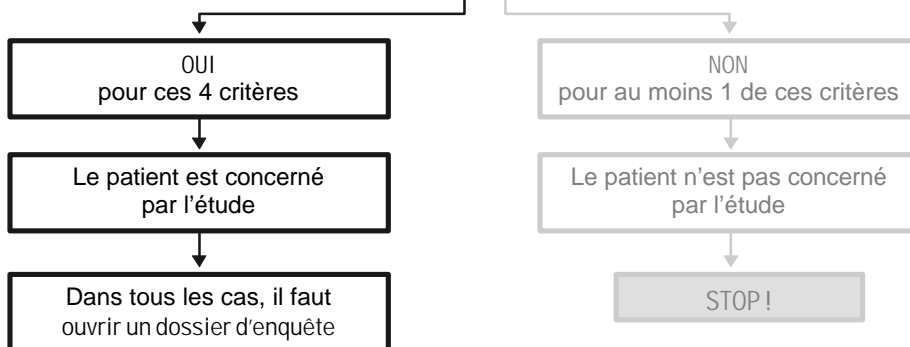 OUI
pour ces 4 critères
Le patient est concerné
par l’étude
Dans tous les cas, il faut
ouvrir un dossier d’enquête
NON
pour au moins 1 de ces critères
Le patient n’est pas concerné
par l’étude
STOP !